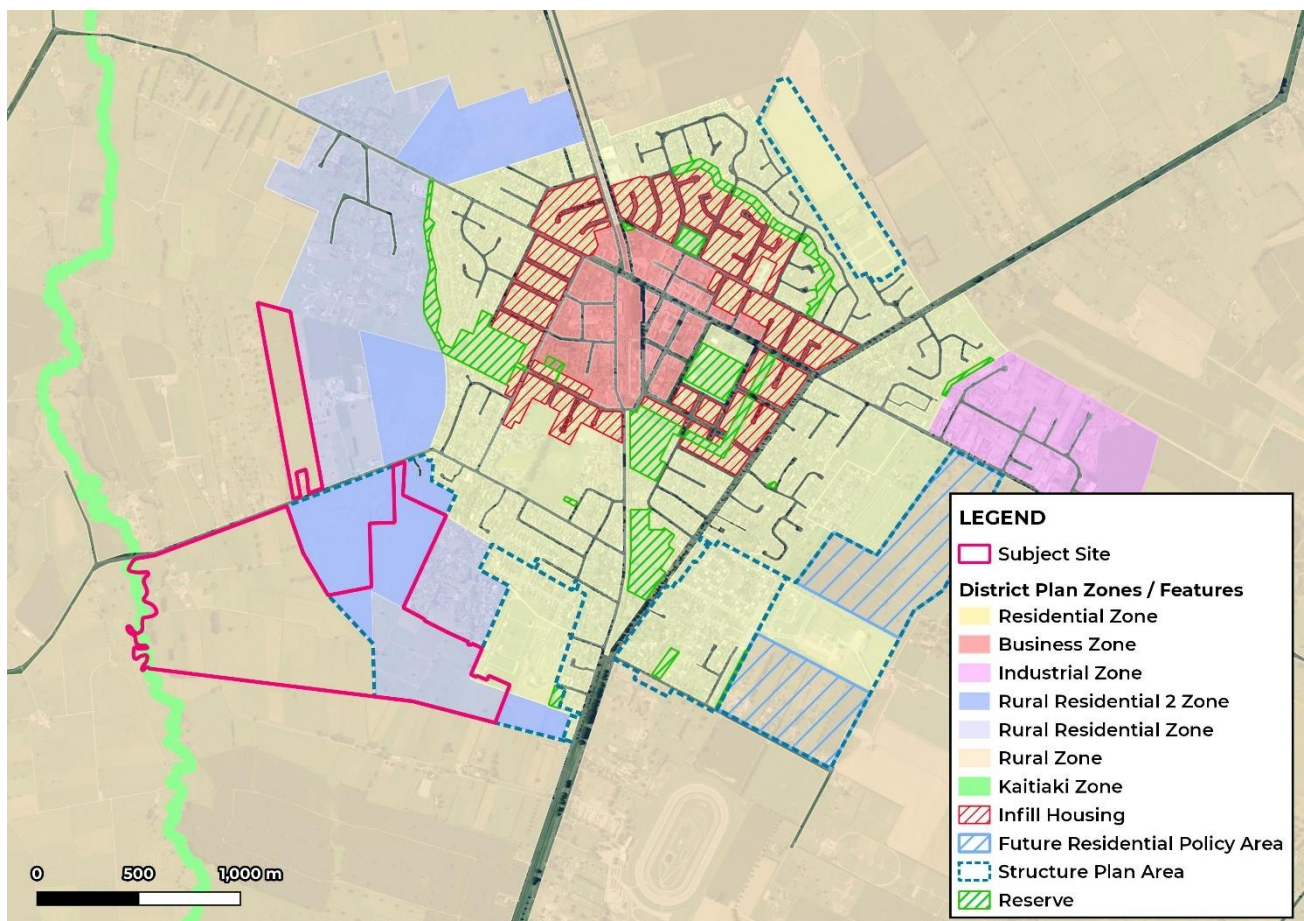 LEGEND
Subject Site
District Plan Zones / Features
Residential Zone
Business Zone
Industrial Zone
Rural Residential 2 Zone
Rural Residential Zone
Rural Zone
Kaitiaki Zone
Infill Housing
Future Residential Policy Area
Structure Plan Area
Reserve
0 500 1,000 m